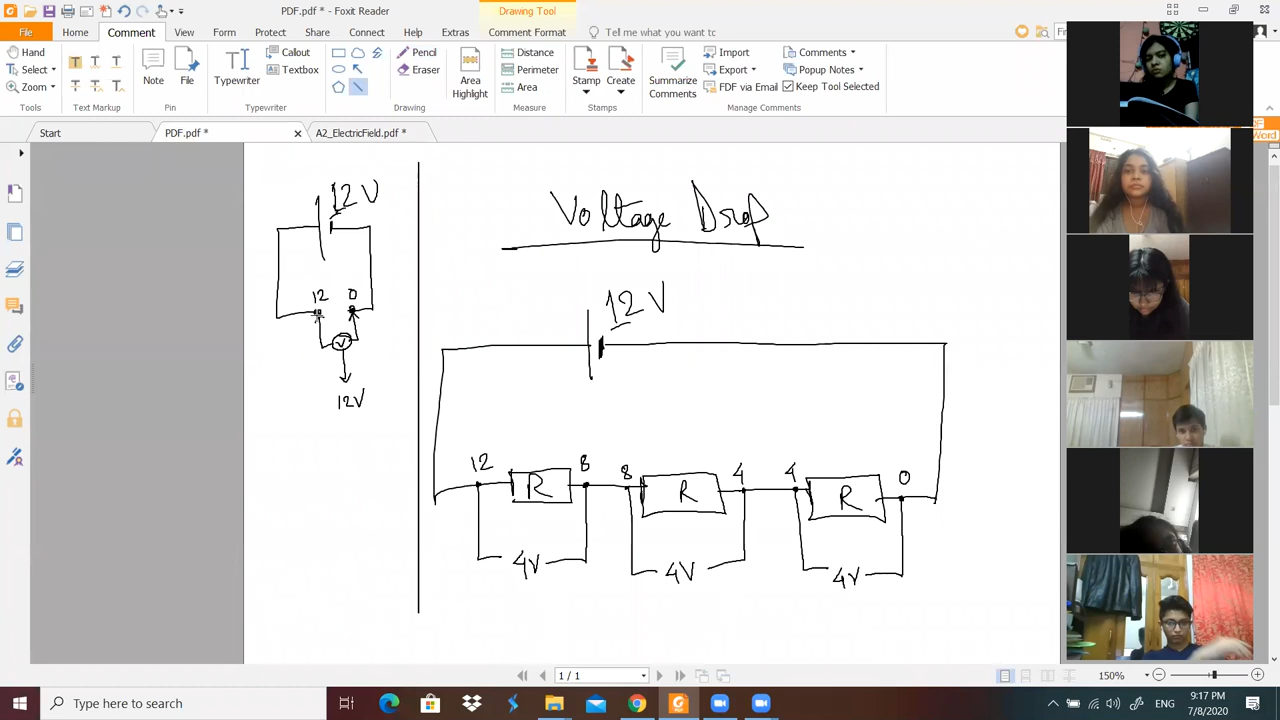 PDF.pdf * - Foxit Reader
Drawing Tool
File Home Comment View Form Protect Share Connect Help Extras Comment Format Tell me what you want tc Find
Hand
Select
Zoom
Tools
Text Markup
Note
File
Pin
Typewriter
Callout
Textbox
Typewriter
Pencil
Eraser
Drawing
Area Highlight
Distance
Perimeter
Area
Measure
Stamp
Create
Stamps
Summarize Comments
Import
Export
FDF via Email
Comments
Popup Notes
Keep Tool Selected
Manage Comments
Start
PDF.pdf *
A2_ElectricField.pdf *
Word
12 V
12 0
V
12V
Voltage Drop
12 V
12 R 8 8 R 4 4 R 0
4V 4V 4V
1 / 1
150%
Type here to search
ENG
9:17 PM
7/8/2020